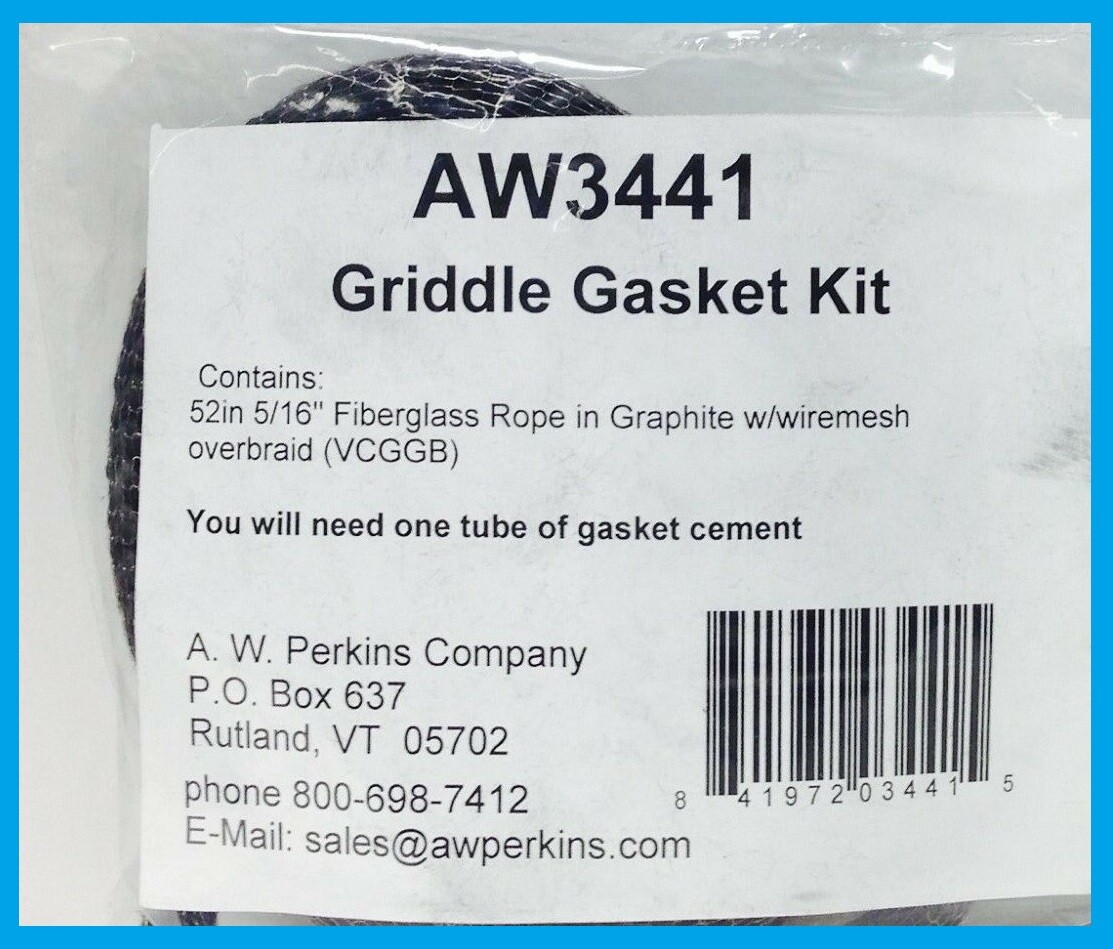 AW3441
Griddle Gasket Kit
Contains:
52in 5/16" Fiberglass Rope in Graphite w/wiremesh
overbraid (VCGGB)
You will need one tube of gasket cement
A. W. Perkins Company
P.O. Box 637
Rutland, VT 05702
phone 800-698-7412
E-Mail: sales@awperkins.com
8 41972 03441 5